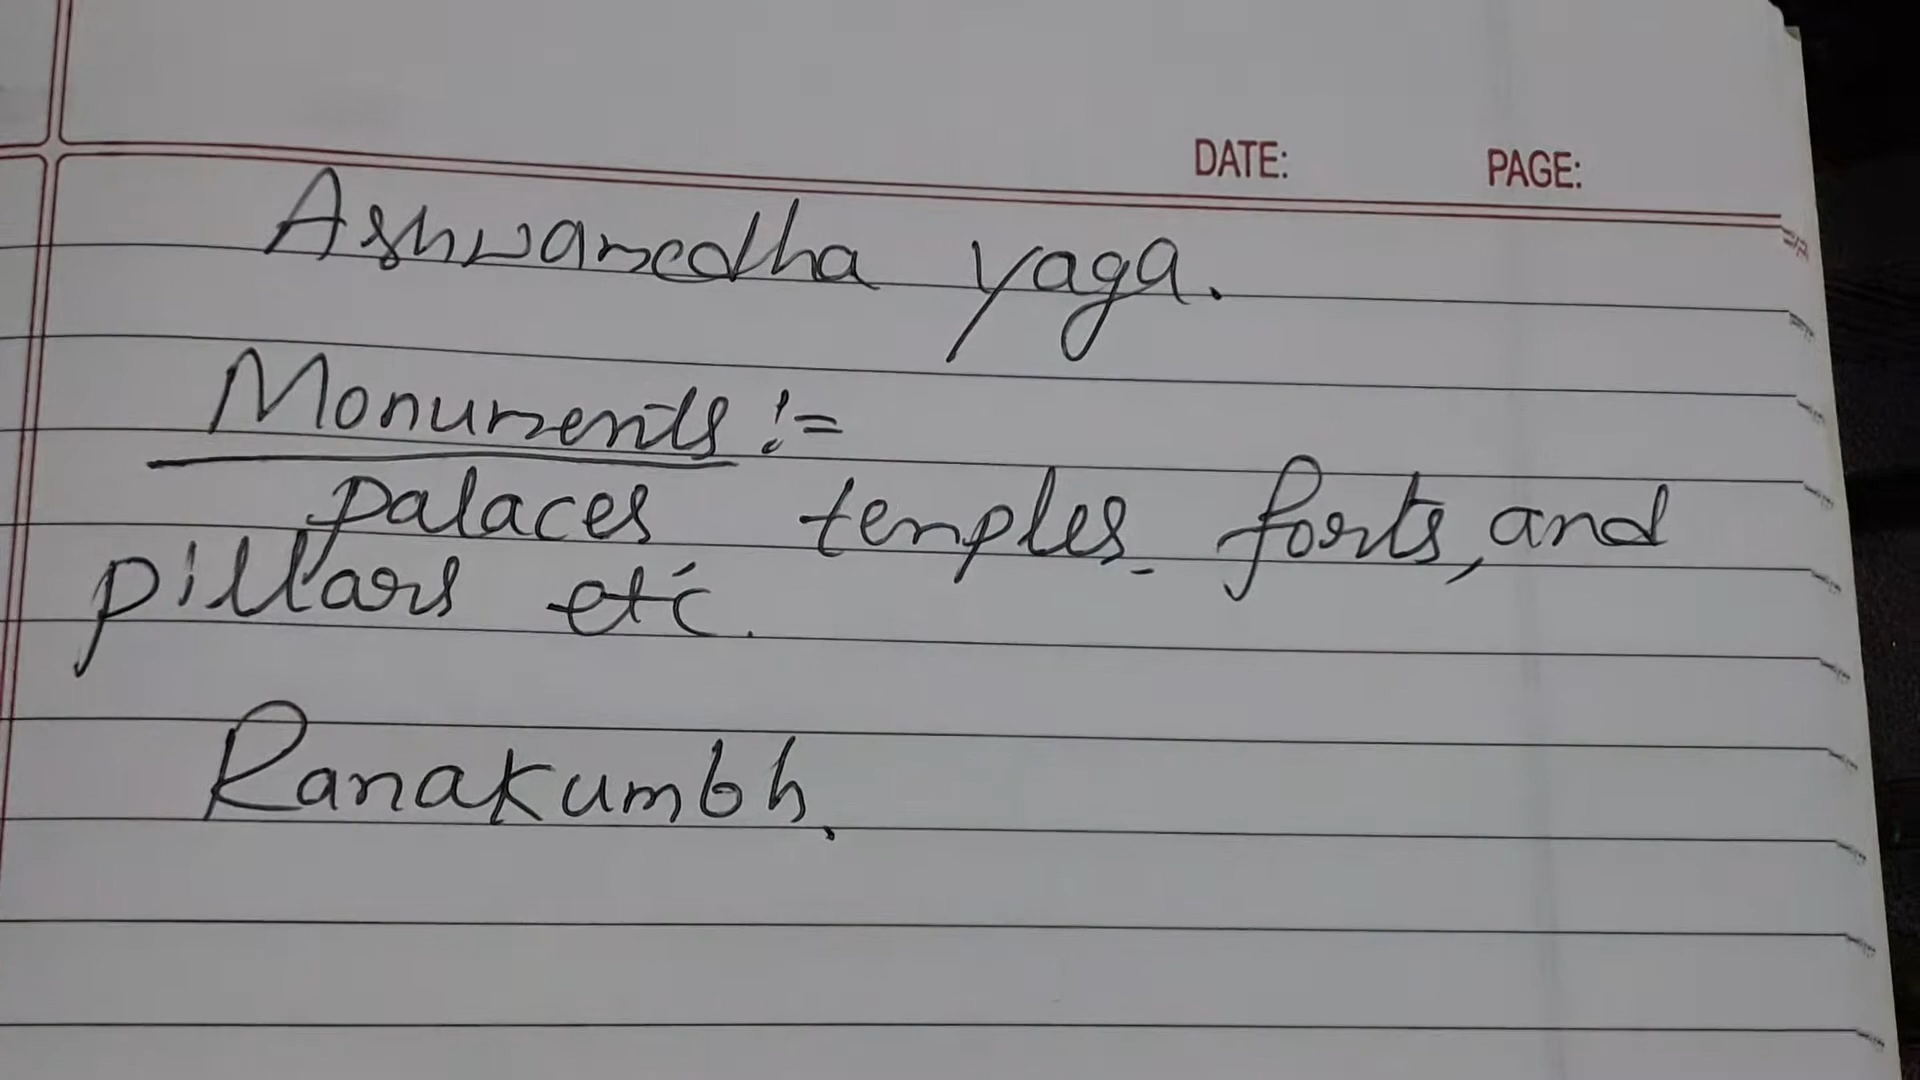 DATE: PAGE:
Ashwamedha yaga.
Monuments :=
palaces temples forts, and
pillars etc.
Ranakumbh.